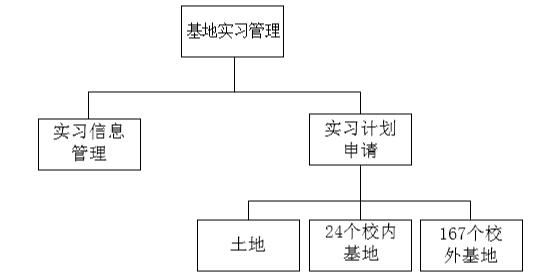 基地实习管理
实习信息
管理
实习计划
申请
土地
24个校内
基地
167个校
外基地